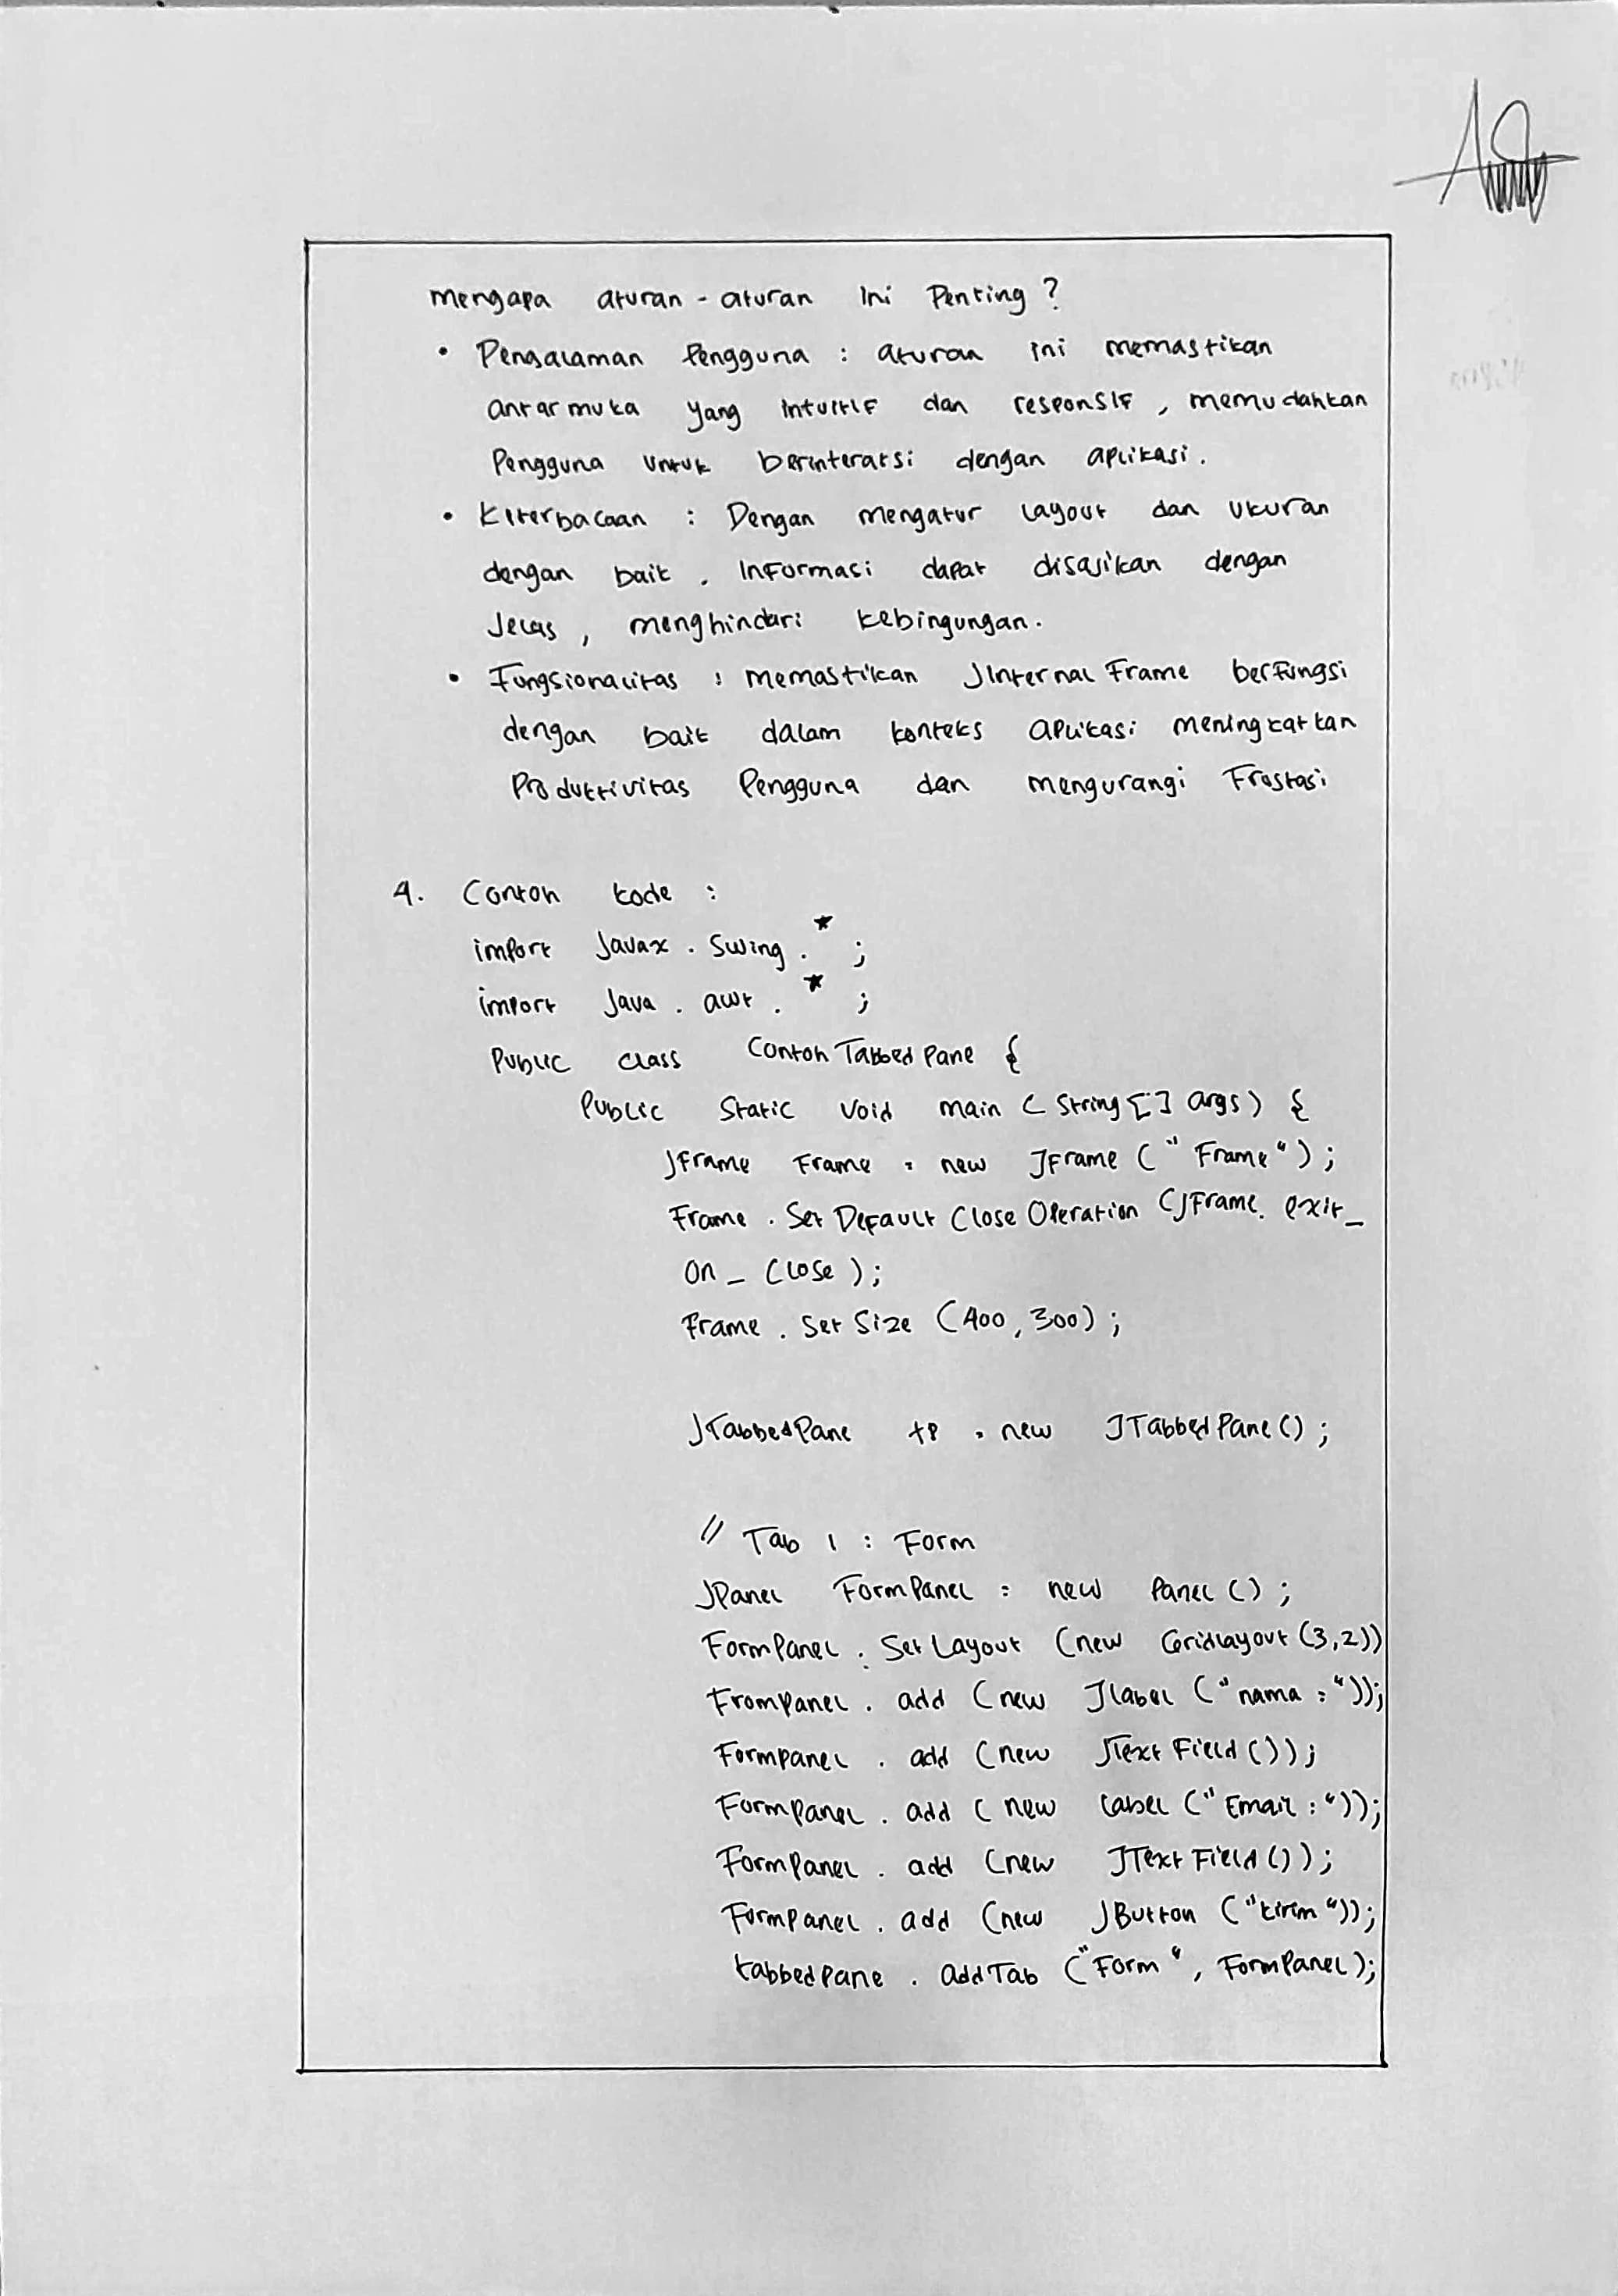 mengapa aturan - aturan ini Penting ?
• Pengalaman Pengguna : aturan ini memastikan
antarmuka yang intuitif dan responsif , memudahkan
Pengguna untuk berinteraksi dengan aplikasi .
• Keterbacaan : Dengan mengatur layout dan ukuran
dengan baik . Informasi dapat disajikan dengan
Jelas , menghindari kebingungan .
• Fungsionalitas : memastikan JInternal Frame berfungsi
dengan baik dalam konteks aplikasi meningkatkan
Produktivitas Pengguna dan mengurangi Frustasi
4. Contoh kode :
import Javax . Swing . * ;
import Java . awt . * ;
Public class Contoh Tabbed Pane {
Public Static Void main ( String [] args ) {
JFrame Frame = new JFrame ( " Frame " ) ;
Frame . Set Default Close Operation ( JFrame . exit _
on _ Close ) ;
Frame . Set Size ( 400 , 300 ) ;
JTabbedPane tp = new JTabbed Pane () ;
// Tab 1 : Form
JPanel FormPanel = new Panel () ;
FormPanel . Set Layout ( new Gridlayout (3,2))
FromPanel . add ( new Jlabel ( " nama : " )) ;
FormPanel . add ( new JText Field ( ) ) ;
FormPanel . add ( new Label ( " Email : " )) ;
FormPanel . add ( new JText Field () ) ;
FormPanel . add ( new JButton ( " kirim " )) ;
tabbedpane . addTab ( " Form " , FormPanel ) ;